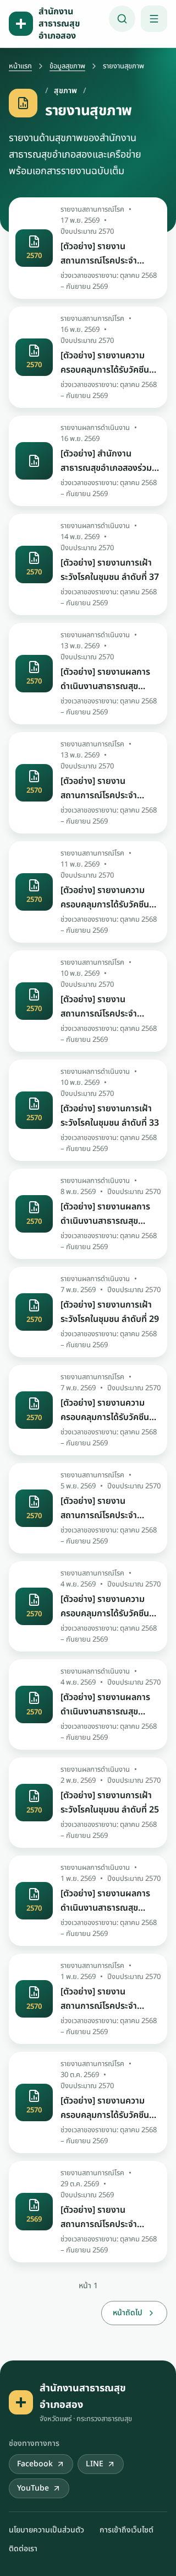 สำนักงาน
สาธารณสุข
อำเภอสอง
หน้าแรก
ข้อมูลสุขภาพ
รายงานสุขภาพ
/ สุขภาพ /
รายงานสุขภาพ
รายงานด้านสุขภาพของสำนักงาน
สาธารณสุขอำเภอสองและเครือข่าย
พร้อมเอกสารรายงานฉบับเต็ม
2570
รายงานสถานการณ์โรค •
17 พ.ย. 2569 •
ปีงบประมาณ 2570
[ตัวอย่าง] รายงาน
สถานการณ์โรคประจำ...
ช่วงเวลาของรายงาน: ตุลาคม 2568
– กันยายน 2569
2570
รายงานสถานการณ์โรค •
16 พ.ย. 2569 •
ปีงบประมาณ 2570
[ตัวอย่าง] รายงานความ
ครอบคลุมการได้รับวัคซีน...
ช่วงเวลาของรายงาน: ตุลาคม 2568
– กันยายน 2569
รายงานผลการดำเนินงาน •
16 พ.ย. 2569
[ตัวอย่าง] สำนักงาน
สาธารณสุขอำเภอสองร่วม...
ช่วงเวลาของรายงาน: ตุลาคม 2568
– กันยายน 2569
2570
รายงานผลการดำเนินงาน •
14 พ.ย. 2569 •
ปีงบประมาณ 2570
[ตัวอย่าง] รายงานการเฝ้า
ระวังโรคในชุมชน ลำดับที่ 37
ช่วงเวลาของรายงาน: ตุลาคม 2568
– กันยายน 2569
2570
รายงานผลการดำเนินงาน •
13 พ.ย. 2569 •
ปีงบประมาณ 2570
[ตัวอย่าง] รายงานผลการ
ดำเนินงานสาธารณสุข...
ช่วงเวลาของรายงาน: ตุลาคม 2568
– กันยายน 2569
2570
รายงานสถานการณ์โรค •
13 พ.ย. 2569 •
ปีงบประมาณ 2570
[ตัวอย่าง] รายงาน
สถานการณ์โรคประจำ...
ช่วงเวลาของรายงาน: ตุลาคม 2568
– กันยายน 2569
2570
รายงานสถานการณ์โรค •
11 พ.ย. 2569 •
ปีงบประมาณ 2570
[ตัวอย่าง] รายงานความ
ครอบคลุมการได้รับวัคซีน...
ช่วงเวลาของรายงาน: ตุลาคม 2568
– กันยายน 2569
2570
รายงานสถานการณ์โรค •
10 พ.ย. 2569 •
ปีงบประมาณ 2570
[ตัวอย่าง] รายงาน
สถานการณ์โรคประจำ...
ช่วงเวลาของรายงาน: ตุลาคม 2568
– กันยายน 2569
2570
รายงานผลการดำเนินงาน •
10 พ.ย. 2569 •
ปีงบประมาณ 2570
[ตัวอย่าง] รายงานการเฝ้า
ระวังโรคในชุมชน ลำดับที่ 33
ช่วงเวลาของรายงาน: ตุลาคม 2568
– กันยายน 2569
2570
รายงานผลการดำเนินงาน •
8 พ.ย. 2569 • ปีงบประมาณ 2570
[ตัวอย่าง] รายงานผลการ
ดำเนินงานสาธารณสุข...
ช่วงเวลาของรายงาน: ตุลาคม 2568
– กันยายน 2569
2570
รายงานผลการดำเนินงาน •
7 พ.ย. 2569 • ปีงบประมาณ 2570
[ตัวอย่าง] รายงานการเฝ้า
ระวังโรคในชุมชน ลำดับที่ 29
ช่วงเวลาของรายงาน: ตุลาคม 2568
– กันยายน 2569
2570
รายงานสถานการณ์โรค •
7 พ.ย. 2569 • ปีงบประมาณ 2570
[ตัวอย่าง] รายงานความ
ครอบคลุมการได้รับวัคซีน...
ช่วงเวลาของรายงาน: ตุลาคม 2568
– กันยายน 2569
2570
รายงานสถานการณ์โรค •
5 พ.ย. 2569 • ปีงบประมาณ 2570
[ตัวอย่าง] รายงาน
สถานการณ์โรคประจำ...
ช่วงเวลาของรายงาน: ตุลาคม 2568
– กันยายน 2569
2570
รายงานสถานการณ์โรค •
4 พ.ย. 2569 • ปีงบประมาณ 2570
[ตัวอย่าง] รายงานความ
ครอบคลุมการได้รับวัคซีน...
ช่วงเวลาของรายงาน: ตุลาคม 2568
– กันยายน 2569
2570
รายงานผลการดำเนินงาน •
4 พ.ย. 2569 • ปีงบประมาณ 2570
[ตัวอย่าง] รายงานผลการ
ดำเนินงานสาธารณสุข...
ช่วงเวลาของรายงาน: ตุลาคม 2568
– กันยายน 2569
2570
รายงานผลการดำเนินงาน •
2 พ.ย. 2569 • ปีงบประมาณ 2570
[ตัวอย่าง] รายงานการเฝ้า
ระวังโรคในชุมชน ลำดับที่ 25
ช่วงเวลาของรายงาน: ตุลาคม 2568
– กันยายน 2569
2570
รายงานผลการดำเนินงาน •
1 พ.ย. 2569 • ปีงบประมาณ 2570
[ตัวอย่าง] รายงานผลการ
ดำเนินงานสาธารณสุข...
ช่วงเวลาของรายงาน: ตุลาคม 2568
– กันยายน 2569
2570
รายงานสถานการณ์โรค •
1 พ.ย. 2569 • ปีงบประมาณ 2570
[ตัวอย่าง] รายงาน
สถานการณ์โรคประจำ...
ช่วงเวลาของรายงาน: ตุลาคม 2568
– กันยายน 2569
2570
รายงานสถานการณ์โรค •
30 ต.ค. 2569 •
ปีงบประมาณ 2570
[ตัวอย่าง] รายงานความ
ครอบคลุมการได้รับวัคซีน...
ช่วงเวลาของรายงาน: ตุลาคม 2568
– กันยายน 2569
2569
รายงานสถานการณ์โรค •
29 ต.ค. 2569 •
ปีงบประมาณ 2569
[ตัวอย่าง] รายงาน
สถานการณ์โรคประจำ...
ช่วงเวลาของรายงาน: ตุลาคม 2568
– กันยายน 2569
หน้า 1
หน้าถัดไป
สำนักงานสาธารณสุข
อำเภอสอง
จังหวัดแพร่ · กระทรวงสาธารณสุข
ช่องทางทางการ
Facebook
LINE
YouTube
นโยบายความเป็นส่วนตัว
การเข้าถึงเว็บไซต์
ติดต่อเรา